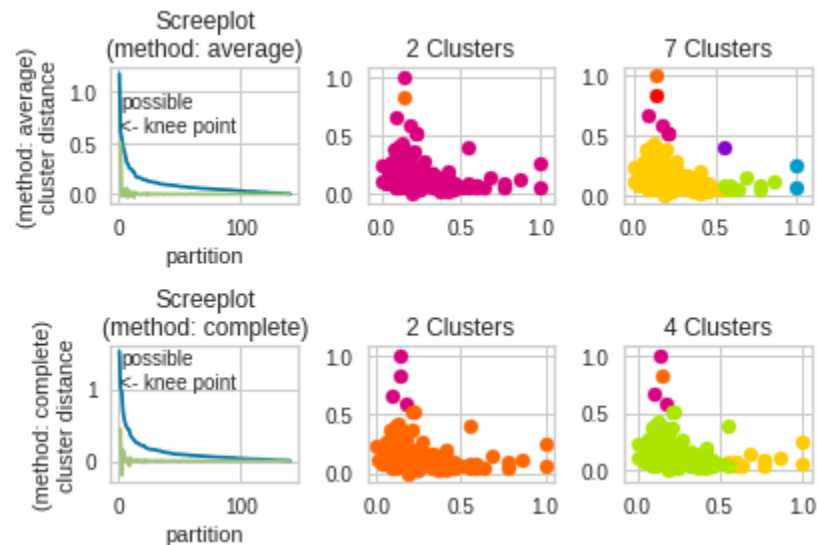 Screeplot
(method: average)
2 Clusters
7 Clusters
(method: average)
cluster distance
1.0
0.5
0.0
possible
<- knee point
0
100
partition
1.0
0.5
0.0
0.0
0.5
1.0
1.0
0.5
0.0
0.0
0.5
1.0
Screeplot
(method: complete)
2 Clusters
4 Clusters
(method: complete)
cluster distance
1
0
possible
<- knee point
0
100
partition
1.0
0.5
0.0
0.0
0.5
1.0
1.0
0.5
0.0
0.0
0.5
1.0